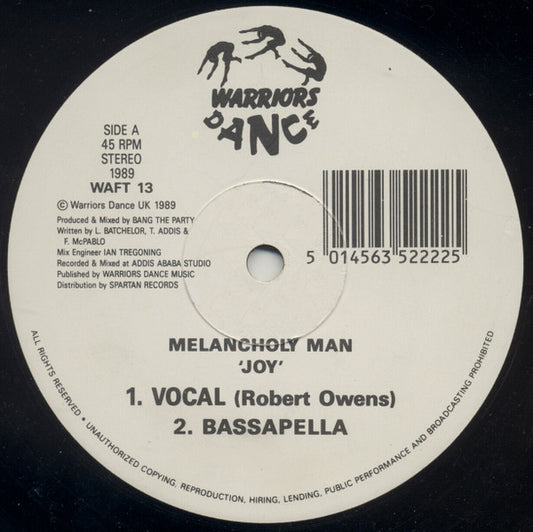 WARRIORS
DANCE
SIDE A
45 RPM
STEREO
1989
WAFT 13
© Warriors Dance UK 1989
Produced & Mixed by BANG THE PARTY
Written by L. BATCHELOR, T. ADDIS &
F. McPABLO
Mix Engineer IAN TREGONING
Recorded & Mixed at ADDIS ABABA STUDIO
Published by WARRIORS DANCE MUSIC
Distribution by SPARTAN RECORDS
5 014563 522225
MELANCHOLY MAN
'JOY'
1. VOCAL (Robert Owens)
2. BASSAPELLA
ALL RIGHTS RESERVED • UNAUTHORIZED COPYING, REPRODUCTION, HIRING, LENDING, PUBLIC PERFORMANCE AND BROADCASTING PROHIBITED